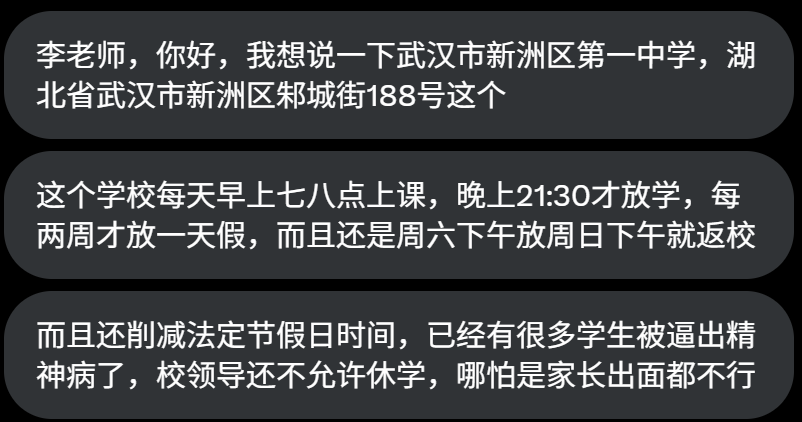 李老师，你好，我想说一下武汉市新洲区第一中学，湖
北省武汉市新洲区邾城街188号这个
这个学校每天早上七八点上课，晚上21:30才放学，每
两周才放一天假，而且还是周六下午放周日下午就返校
而且还削减法定节假日时间，已经有很多学生被逼出精
神病了，校领导还不允许休学，哪怕是家长出面都不行